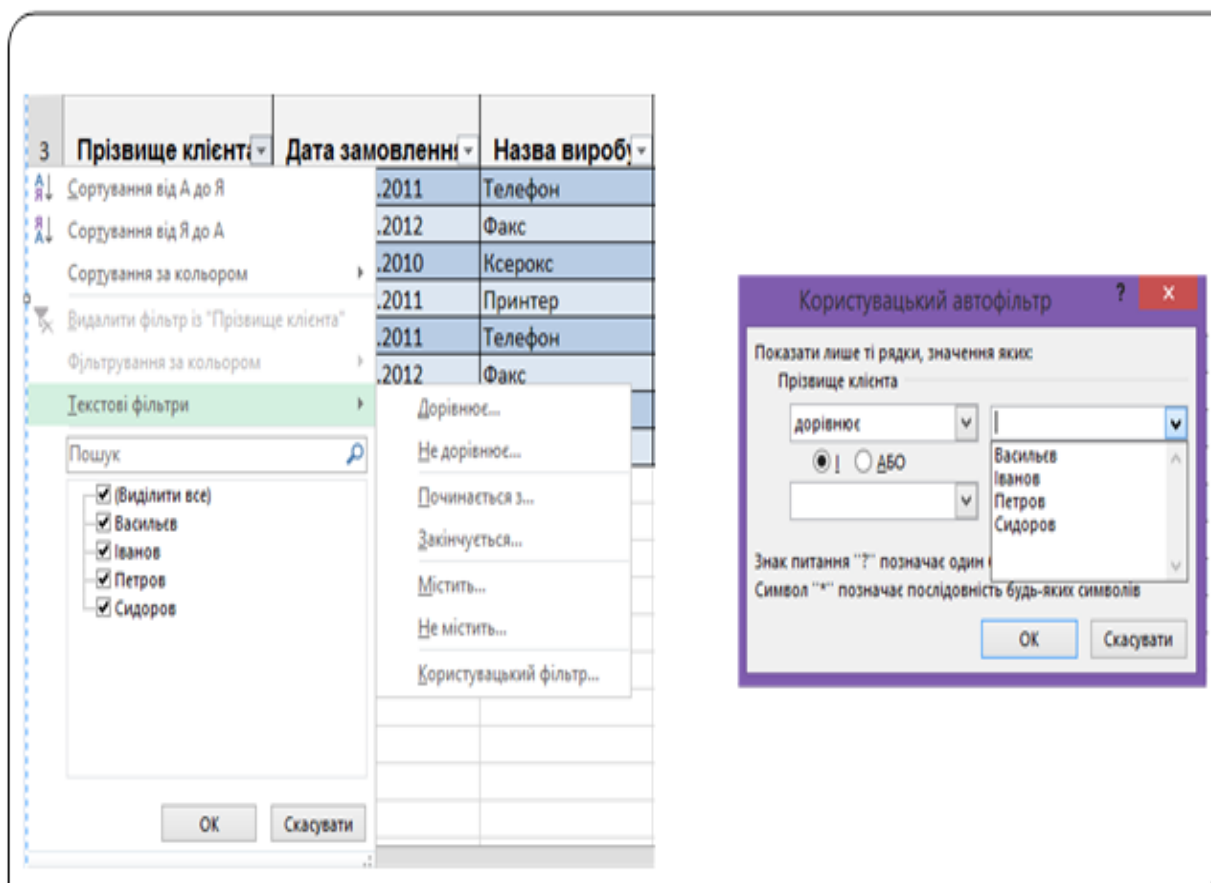 3 Прізвище клієнта Дата замовленн Назва виробу
Сортування від А до Я
.2011 Телефон
Сортування від Я до А
.2012 Факс
Сортування за кольором
.2010 Ксерокс
.2011 Принтер
Видалити фільтр із "Прізвище клієнта"
.2011 Телефон
Фільтрування за кольором
.2012 Факс
Текстові фільтри
Пошук
(Виділити все)
Васильєв
Іванов
Петров
Сидоров
ОК Скасувати
Дорівнює...
Не дорівнює...
Починається з...
Закінчується...
Містить...
Не містить...
Користувацький фільтр...
Користувацький автофільтр ?
Показати лише ті рядки, значення яких:
Прізвище клієнта
дорівнює
І АБО
Васильєв
Іванов
Петров
Сидоров
Знак питання "?" позначає один
Символ "*" позначає послідовність будь-яких символів
ОК Скасувати